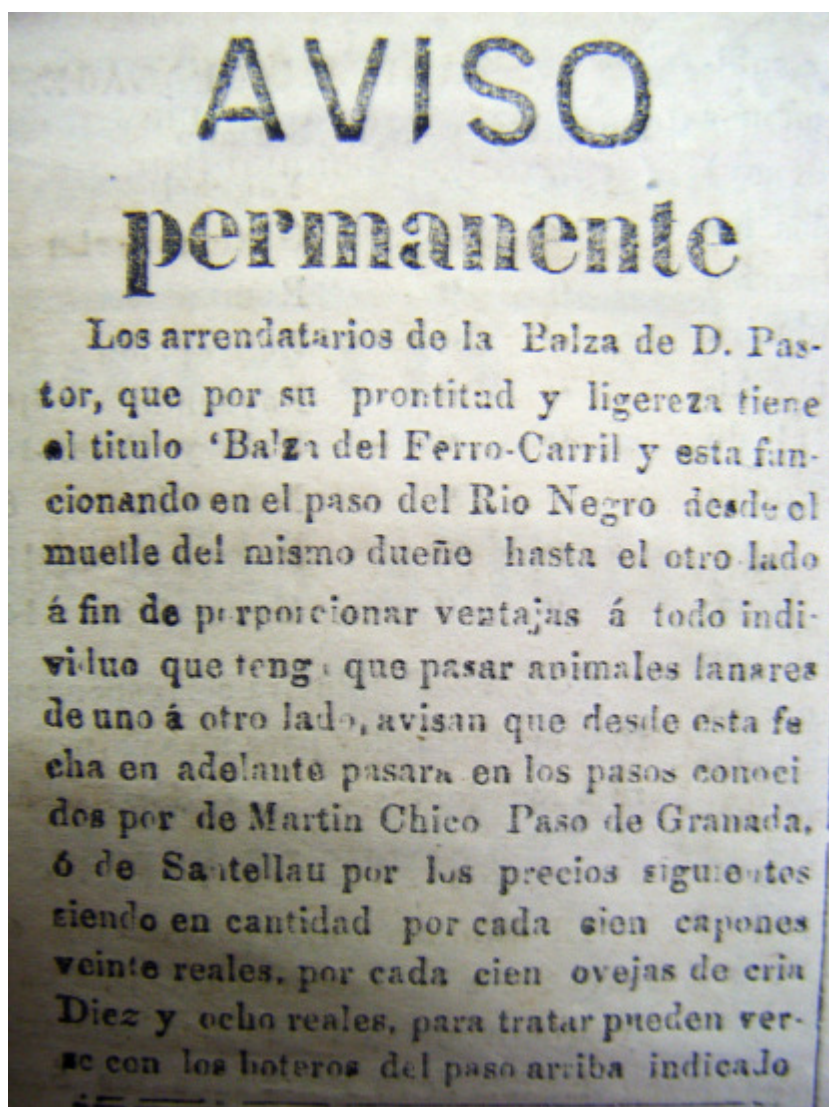 AVISO
permanente
Los arrendatarios de la Balza de D. Pas-
tor, que por su prontitud y ligereza tiene
el titulo ‘Balza del Ferro-Carril y esta fun-
cionando en el paso del Rio Negro desde el
muelle del mismo dueñe hasta el otro lado
á fin de porporcionar ventajas á todo indi-
viduo que tenga que pasar animales lanares
de uno á otro lado, avisan que desde esta fe
cha en adelante pasara en los pasos conoci
dos por de Martin Chico Paso de Granada,
ó de Santellau por los precios siguientes
siendo en cantidad por cada sien capones
veinte reales, por cada cien ovejas de cria
Diez y ocho reales, para tratar pueden ver-
se con los boteros del paso arriba indicado